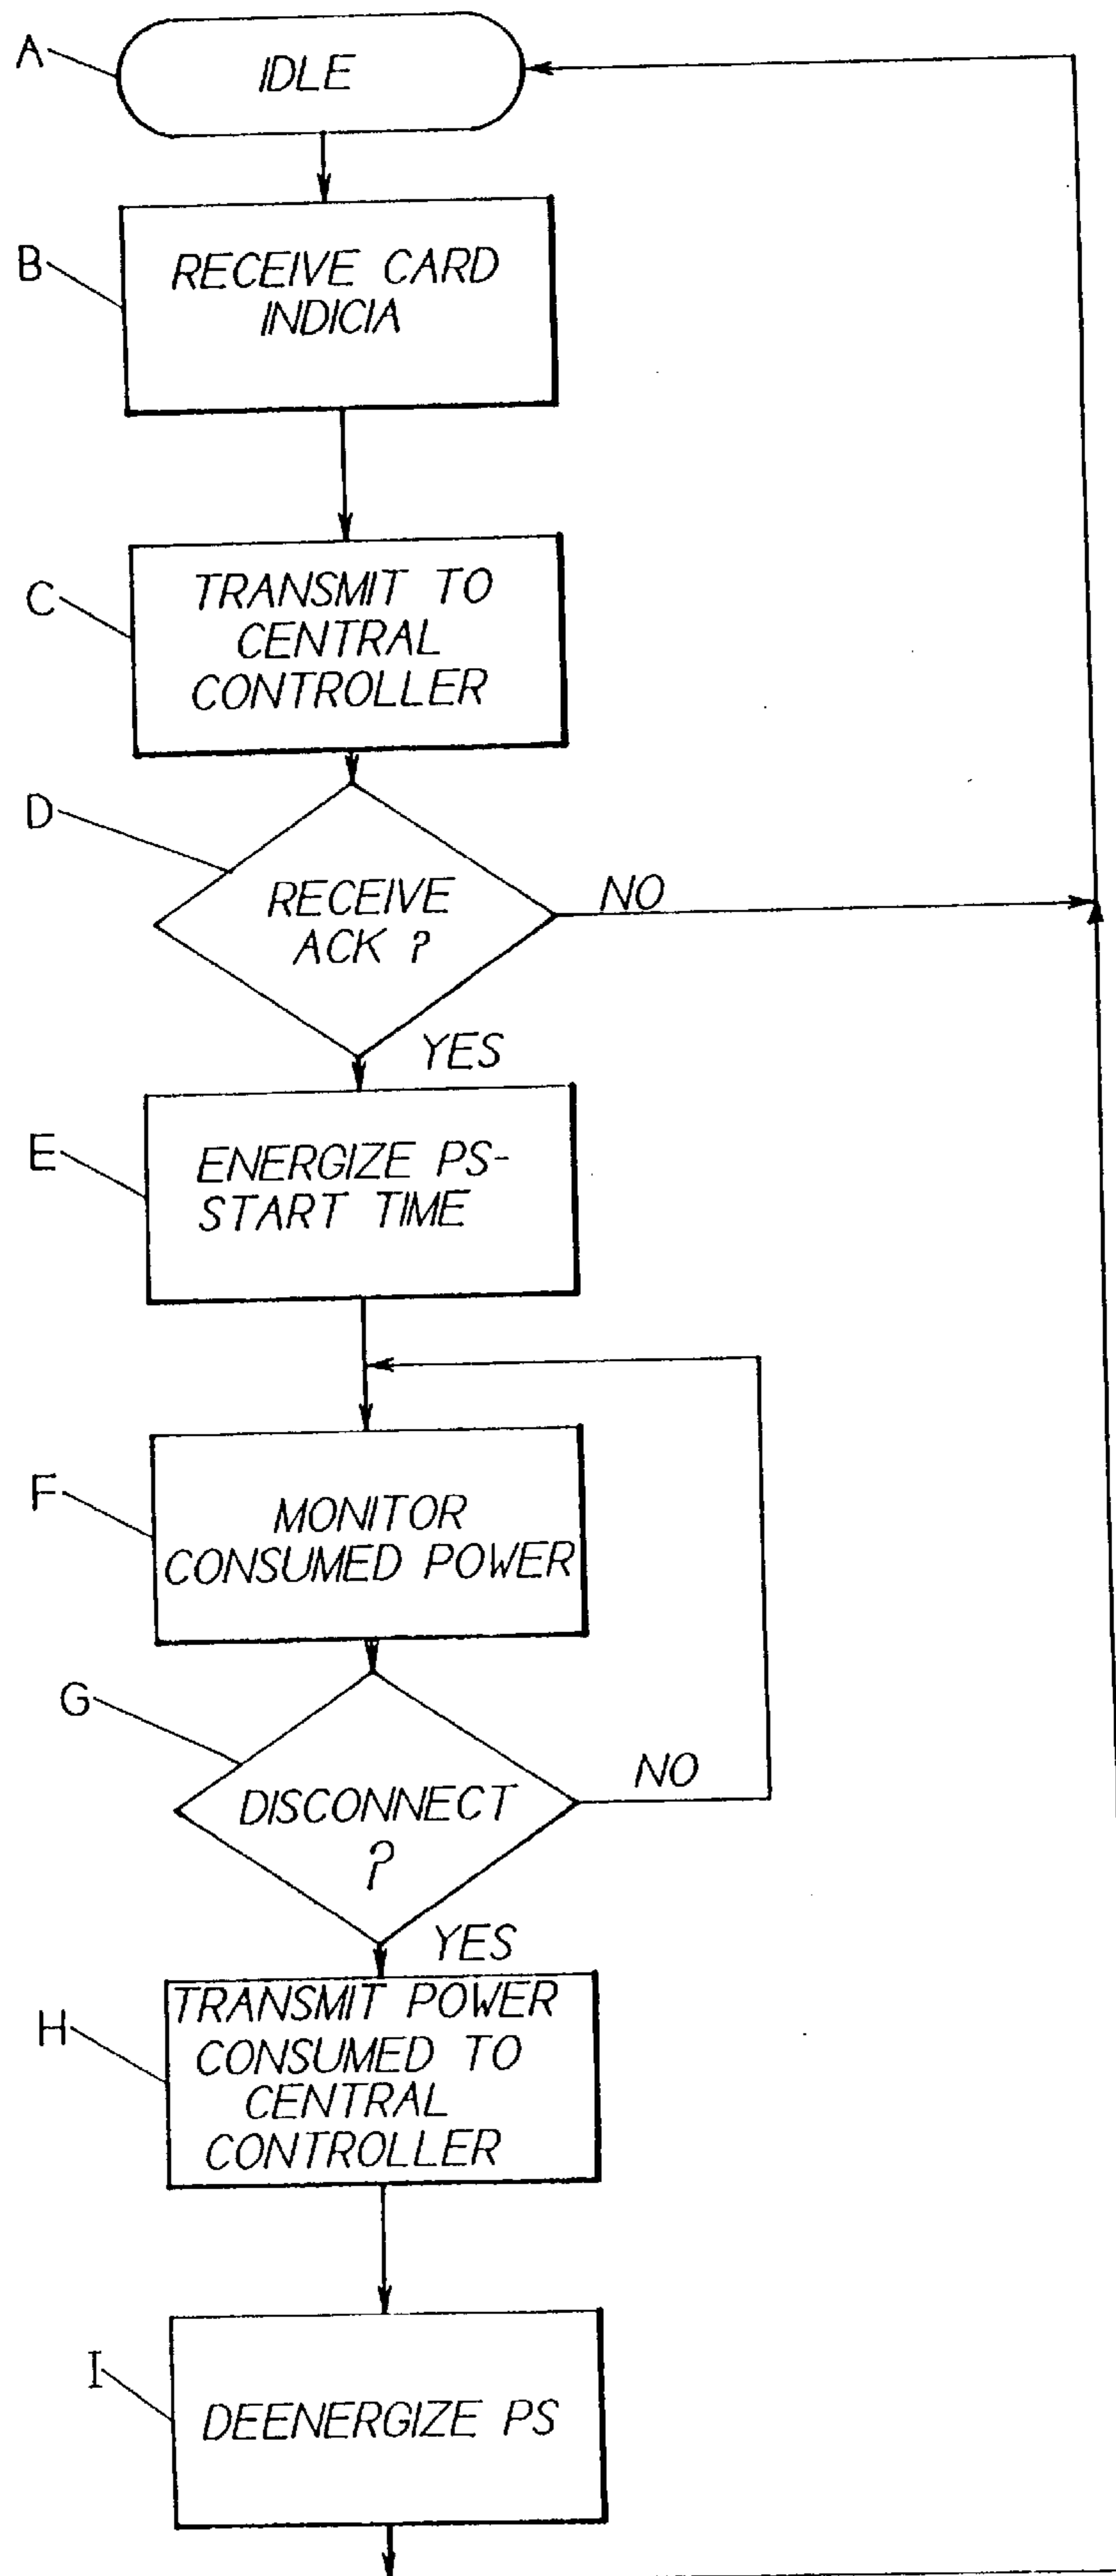 A
IDLE
B
RECEIVE CARD
INDICIA
C
TRANSMIT TO
CENTRAL
CONTROLLER
D
RECEIVE
ACK ?
NO
YES
E
ENERGIZE PS-
START TIME
F
MONITOR
CONSUMED POWER
G
DISCONNECT
?
NO
YES
H
TRANSMIT POWER
CONSUMED TO
CENTRAL
CONTROLLER
I
DEENERGIZE PS